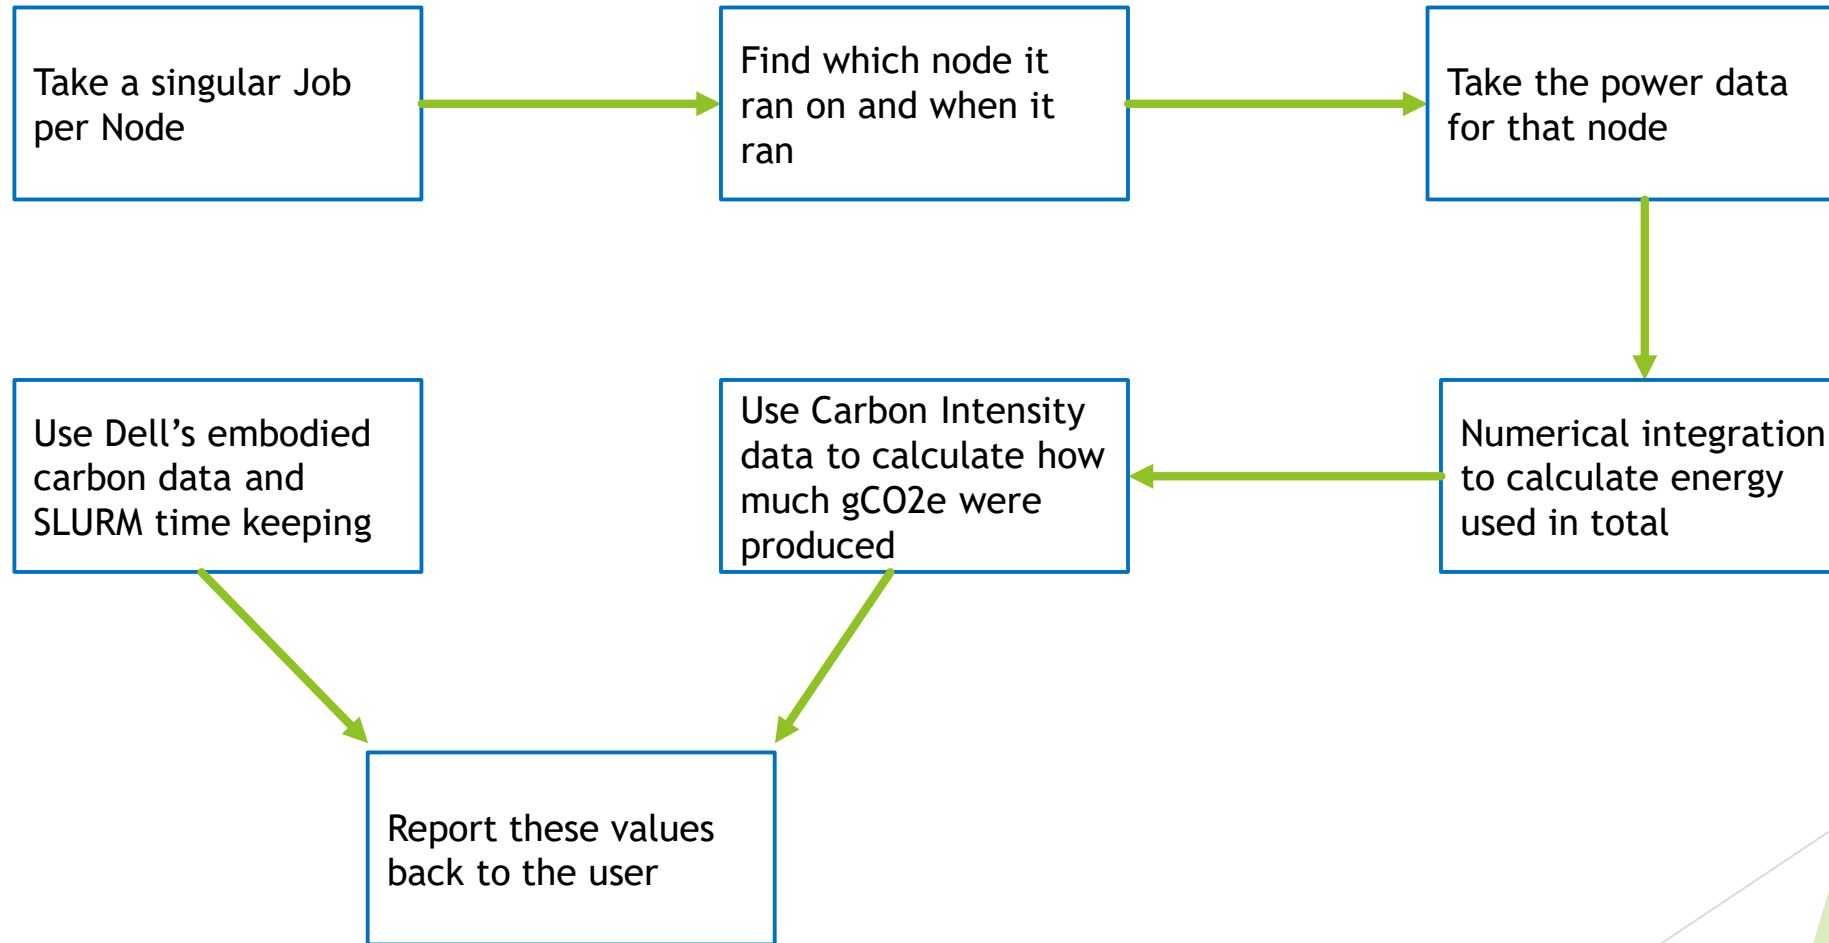 Take a singular Job
per Node
Find which node it
ran on and when it
ran
Take the power data
for that node
Use Dell’s embodied
carbon data and
SLURM time keeping
Use Carbon Intensity
data to calculate how
much gCO2e were
produced
Numerical integration
to calculate energy
used in total
Report these values
back to the user